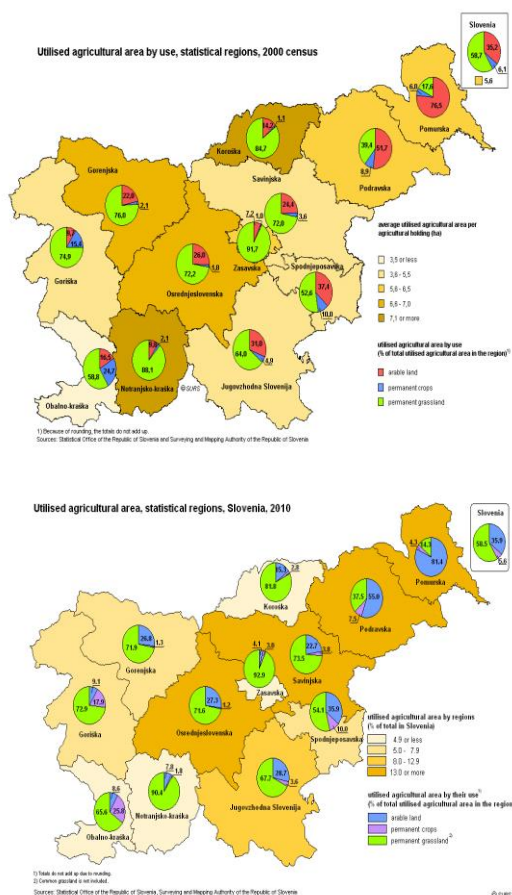 Utilised agricultural area by use, statistical regions, 2000 census
Slovenia
35,2
58,7
6,1
5,6
6,0
17,6
76,5
Pomurska
1,1
14,2
84,7
Koroška
39,4
51,7
8,9
Podravska
Gorenjska
22,0
2,1
76,0
Savinjska
24,4
3,6
72,0
7,2
1,0
91,7
Zasavska
15,4
74,9
Goriška
26,0
1,8
72,2
Osrednjeslovenska
Spodnjeposavska
37,4
52,6
10,0
31,0
4,9
64,0
Jugovzhodna Slovenija
2,1
88,1
Notranjsko-kraška
16,5
24,7
58,8
Obalno-kraška
© SURS
average utilised agricultural area per
agricultural holding (ha)
3,5 or less
3,6 - 5,5
5,6 - 6,5
6,6 - 7,0
7,1 or more
utilised agricultural area by use
(% of total utilised agricultural area in the region)1)
arable land
permanent crops
permanent grassland
1) Because of rounding, the totals do not add up.
Sources: Statistical Office of the Republic of Slovenia and Surveying and Mapping Authority of the Republic of Slovenia
Utilised agricultural area, statistical regions, Slovenia, 2010
Slovenia
35.9
58.5
5.6
4.3
14.3
81.4
Pomurska
15.3
2.8
81.8
Koroška
37.5
55.0
7.5
Podravska
26.8
1.3
71.9
Gorenjska
4.1
3.0
92.9
Zasavska
22.7
3.8
73.5
Savinjska
9.1
17.9
72.9
Goriška
27.3
1.2
71.6
Osrednjeslovenska
54.1
35.9
10.0
Spodnjeposavska
28.7
3.6
67.7
Jugovzhodna Slovenija
7.8
1.8
90.4
Notranjsko-kraška
8.6
25.8
65.6
Obalno-kraška
utilised agricultural area by regions
(% of total in Slovenia)
4.9 or less
5.0 - 7.9
8.0 - 12.9
13.0 or more
utilised agricultural area by their use1)
(% of total utilised agricultural area in the region
arable land
permanent crops
permanent grassland2)
1) Totals do not add up due to rounding.
2) Common grassland is not included.
Sources: Statistical Office of the Republic of Slovenia, Surveying and Mapping Authority of the Republic of Slovenia